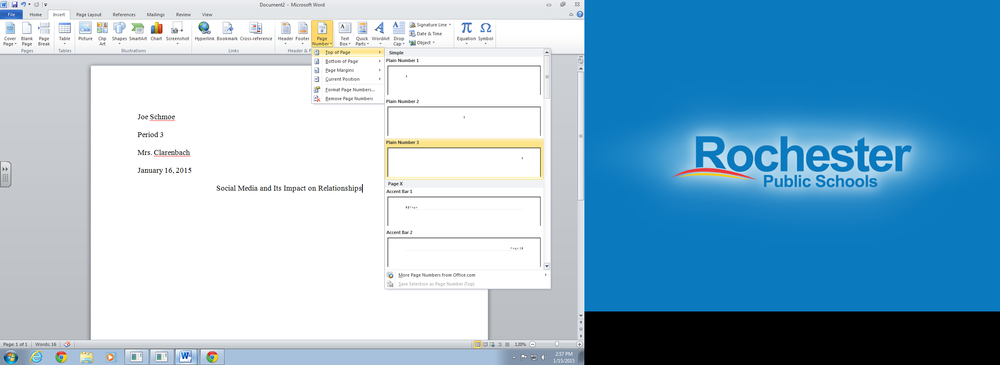 Document2 - Microsoft Word
File Home Insert Page Layout References Mailings Review View
Cover Page
Blank Page
Page Break
Table
Picture
Clip Art
Shapes
SmartArt
Chart
Screenshot
Hyperlink
Bookmark
Cross-reference
Header
Footer
Page Number
Text Box
Quick Parts
WordArt
Drop Cap
Signature Line
Date & Time
Object
Equation
Symbol
Pages
Tables
Illustrations
Links
Header & F
Top of Page
Bottom of Page
Page Margins
Current Position
Format Page Numbers...
Remove Page Numbers
Simple
Plain Number 1
1
Plain Number 2
1
Plain Number 3
1
Page X
Accent Bar 1
1 | Page
Accent Bar 2
Page | 1
More Page Numbers from Office.com
Save Selection as Page Number (Top)
Joe Schmoe
Period 3
Mrs. Clarenbach
January 16, 2015
Social Media and Its Impact on Relationships
Page: 1 of 1
Words: 16
120%
2:57 PM
1/15/2015
Rochester
Public Schools